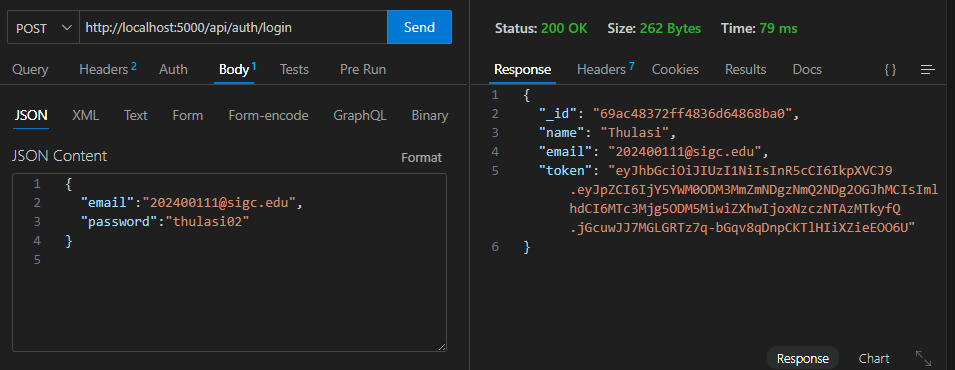 POST http://localhost:5000/api/auth/login Send
Query Headers 2 Auth Body 1 Tests Pre Run
JSON XML Text Form Form-encode GraphQL Binary
JSON Content Format
1 {
2 "email":"202400111@sigc.edu",
3 "password":"thulasi02"
4 }
5
Status: 200 OK Size: 262 Bytes Time: 79 ms
Response Headers 7 Cookies Results Docs { }
1 {
2 "_id": "69ac48372ff4836d64868ba0",
3 "name": "Thulasi",
4 "email": "202400111@sigc.edu",
5 "token": "eyJhbGciOiJIUzI1NiIsInR5cCI6IkpXVCJ9
.eyJpZCI6IjY5YWM0ODM3MmZmNDgzNmQ2NDg2OGJhMCIsIml
hdCI6MTc3Mjg5ODM5MiwiZXhwIjoxNzczNTAzMTkyfQ
.jGcuwJJ7MGLGRTz7q-bGqv8qDnpCKTlHIiXZieEOO6U"
6 }
Response Chart